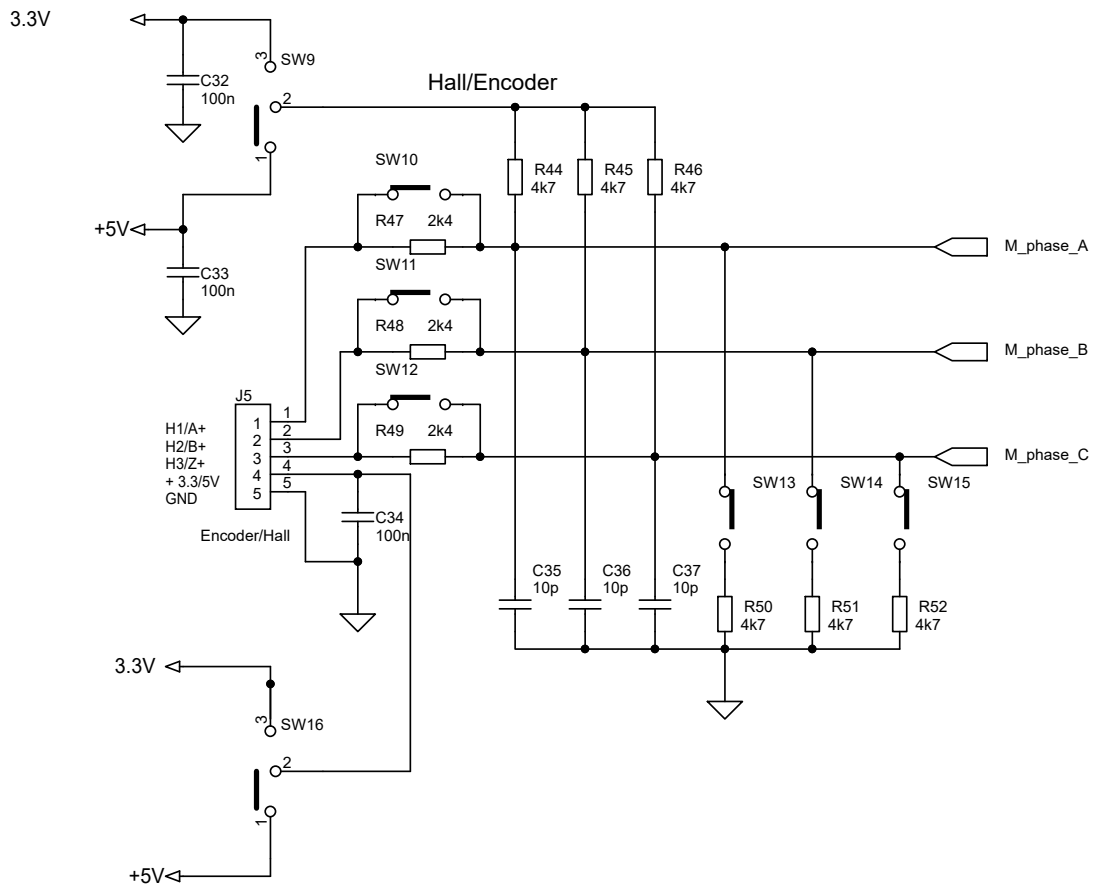 3.3V
3
SW9
C32
100n
Hall/Encoder
2
1
SW10
R44
4k7
R45
4k7
R46
4k7
R47 2k4
+5V
M_phase_A
SW11
C33
100n
R48 2k4
M_phase_B
SW12
J5
R49 2k4
H1/A+ 1 1
H2/B+ 2 2
H3/Z+ 3 3
+ 3.3/5V 4 4
GND 5 5
M_phase_C
SW13
SW14
SW15
C34
100n
Encoder/Hall
C35
10p
C36
10p
C37
10p
R50
4k7
R51
4k7
R52
4k7
3.3V
3
SW16
2
1
+5V